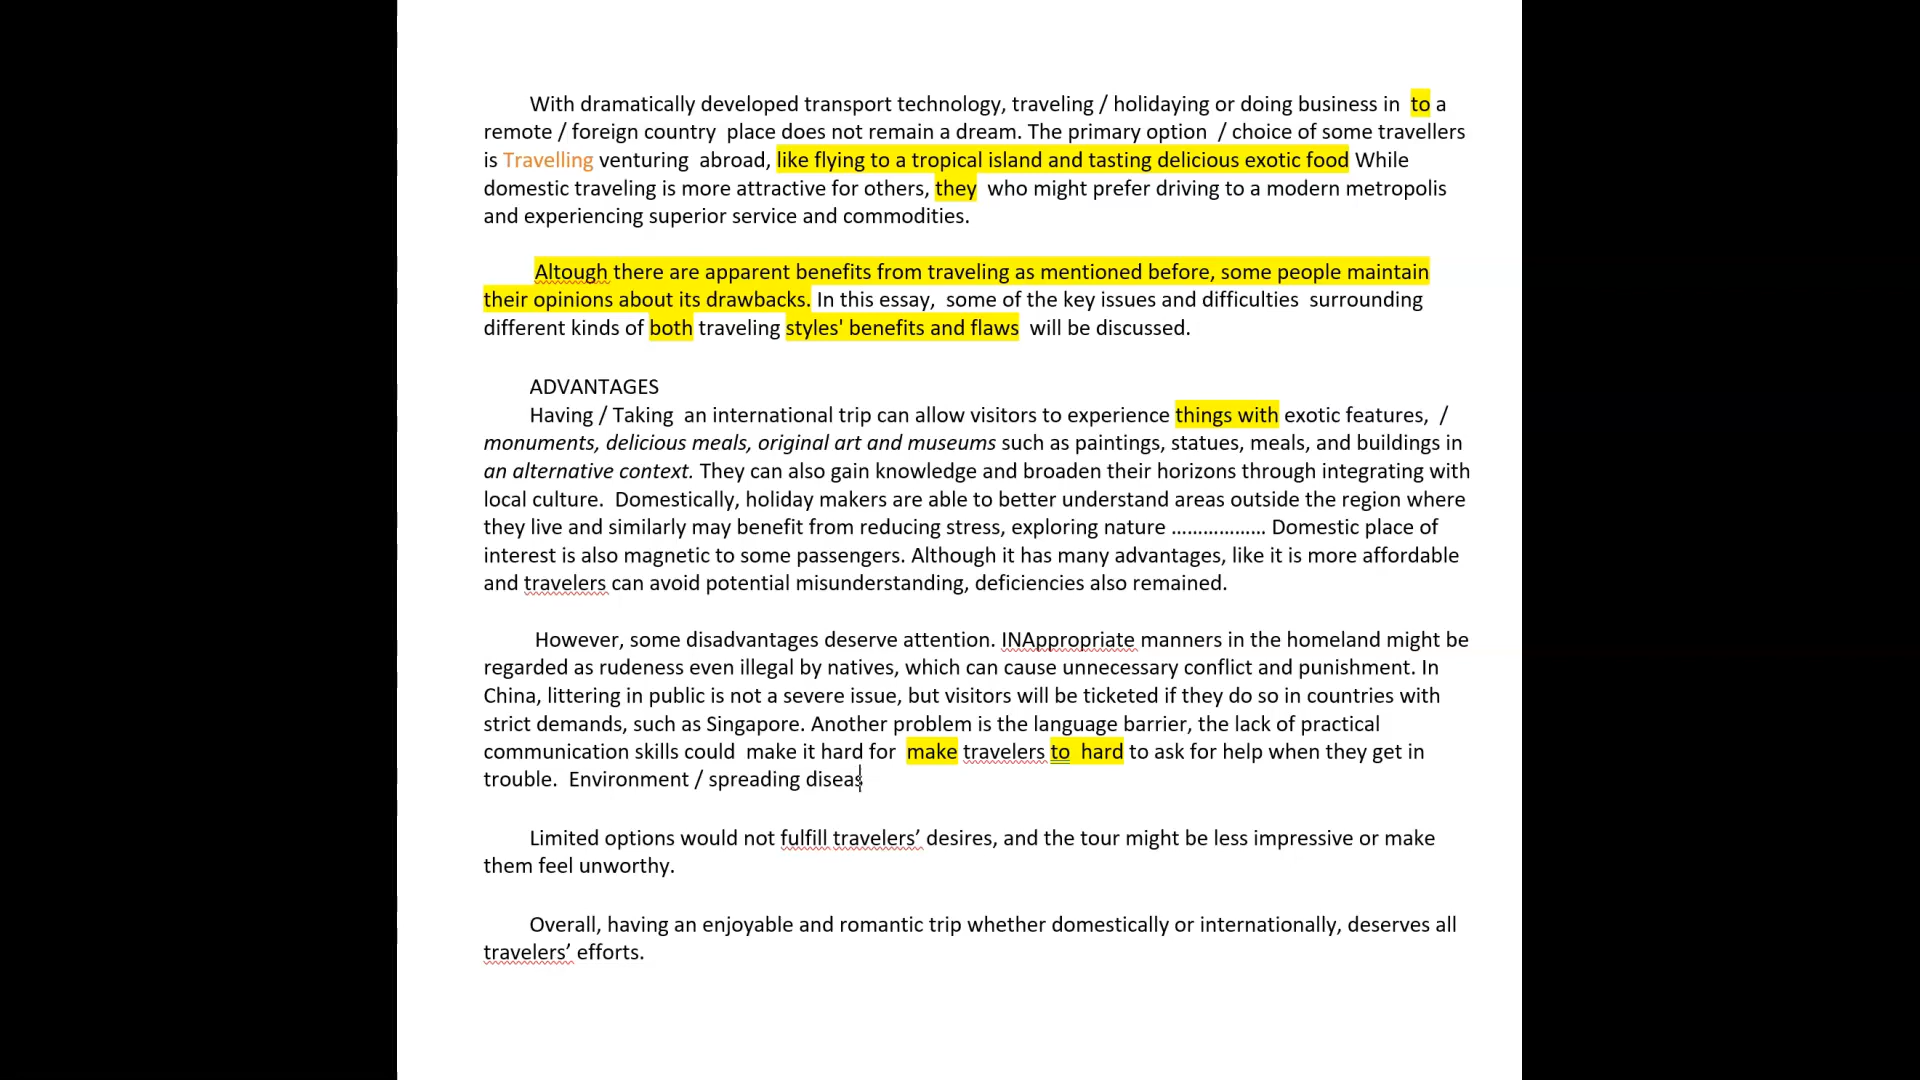 With dramatically developed transport technology, traveling / holidaying or doing business in to a
remote / foreign country place does not remain a dream. The primary option / choice of some travellers
is Travelling venturing abroad, like flying to a tropical island and tasting delicious exotic food While
domestic traveling is more attractive for others, they who might prefer driving to a modern metropolis
and experiencing superior service and commodities.
Altough there are apparent benefits from traveling as mentioned before, some people maintain
their opinions about its drawbacks. In this essay, some of the key issues and difficulties surrounding
different kinds of both traveling styles' benefits and flaws will be discussed.
ADVANTAGES
Having / Taking an international trip can allow visitors to experience things with exotic features, /
monuments, delicious meals, original art and museums such as paintings, statues, meals, and buildings in
an alternative context. They can also gain knowledge and broaden their horizons through integrating with
local culture. Domestically, holiday makers are able to better understand areas outside the region where
they live and similarly may benefit from reducing stress, exploring nature ……………… Domestic place of
interest is also magnetic to some passengers. Although it has many advantages, like it is more affordable
and travelers can avoid potential misunderstanding, deficiencies also remained.
However, some disadvantages deserve attention. INAppropriate manners in the homeland might be
regarded as rudeness even illegal by natives, which can cause unnecessary conflict and punishment. In
China, littering in public is not a severe issue, but visitors will be ticketed if they do so in countries with
strict demands, such as Singapore. Another problem is the language barrier, the lack of practical
communication skills could make it hard for make travelers to hard to ask for help when they get in
trouble. Environment / spreading diseas
Limited options would not fulfill travelers’ desires, and the tour might be less impressive or make
them feel unworthy.
Overall, having an enjoyable and romantic trip whether domestically or internationally, deserves all
travelers’ efforts.